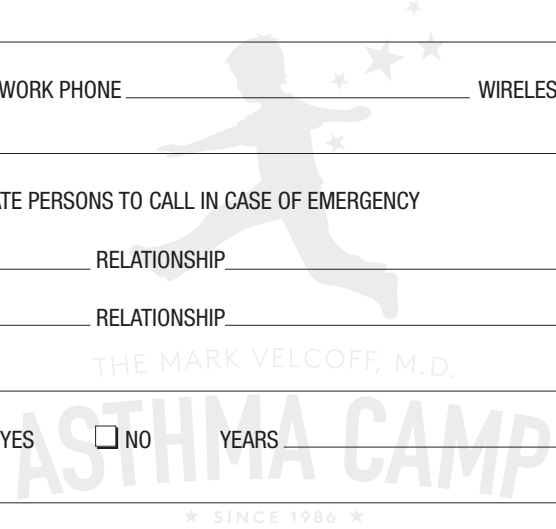 WORK PHONE WIRELES
ATE PERSONS TO CALL IN CASE OF EMERGENCY
RELATIONSHIP
RELATIONSHIP
THE MARK VELCOFF, M.D.
YES NO YEARS
ASTHMA CAMP
★ SINCE 1986 ★